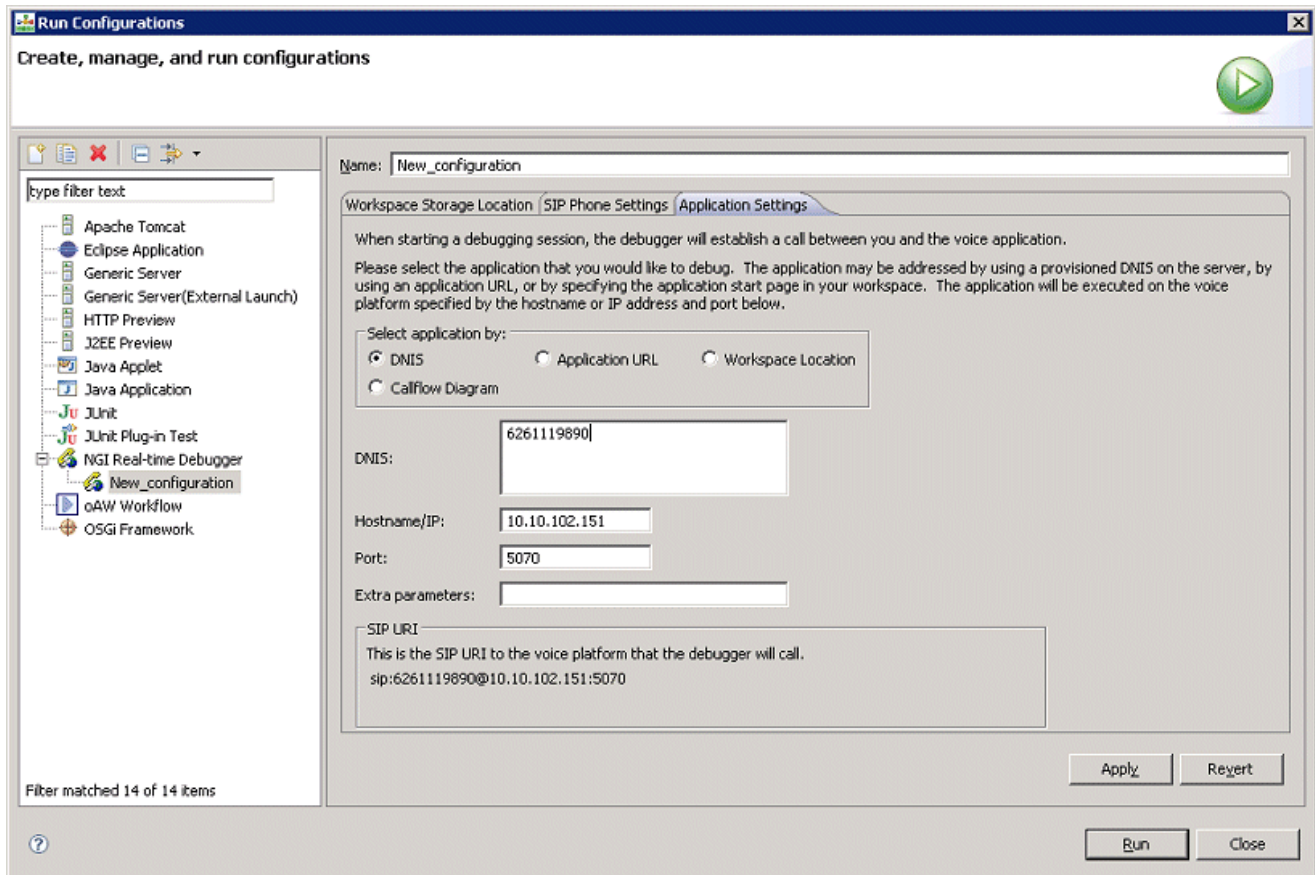 Run Configurations
Create, manage, and run configurations
type filter text
Apache Tomcat
Eclipse Application
Generic Server
Generic Server(External Launch)
HTTP Preview
J2EE Preview
Java Applet
Java Application
JUnit
JUnit Plug-in Test
NGI Real-time Debugger
New_configuration
oAW Workflow
OSGi Framework
Filter matched 14 of 14 items
Name: New_configuration
Workspace Storage Location SIP Phone Settings Application Settings
When starting a debugging session, the debugger will establish a call between you and the voice application.
Please select the application that you would like to debug. The application may be addressed by using a provisioned DNIS on the server, by
using an application URL, or by specifying the application start page in your workspace. The application will be executed on the voice
platform specified by the hostname or IP address and port below.
Select application by:
DNIS Application URL Workspace Location
Callflow Diagram
DNIS: 6261119890
Hostname/IP: 10.10.102.151
Port: 5070
Extra parameters:
SIP URI
This is the SIP URI to the voice platform that the debugger will call.
sip:6261119890@10.10.102.151:5070
Apply Revert
Run Close